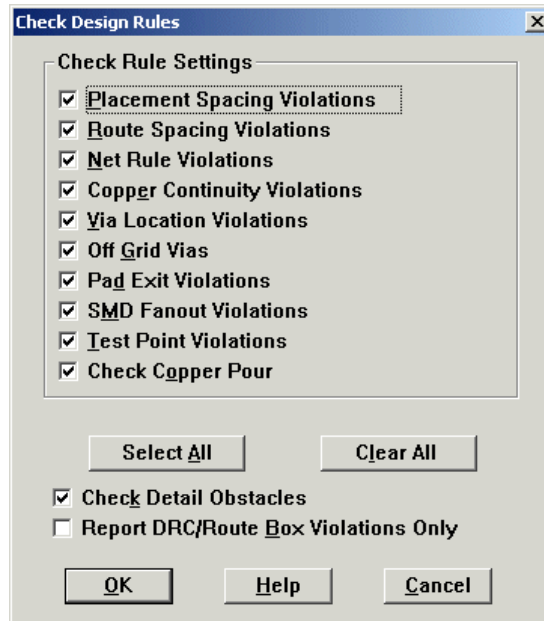 Check Design Rules
Check Rule Settings
Placement Spacing Violations
Route Spacing Violations
Net Rule Violations
Copper Continuity Violations
Via Location Violations
Off Grid Vias
Pad Exit Violations
SMD Fanout Violations
Test Point Violations
Check Copper Pour
Select All Clear All
Check Detail Obstacles
Report DRC/Route Box Violations Only
OK Help Cancel